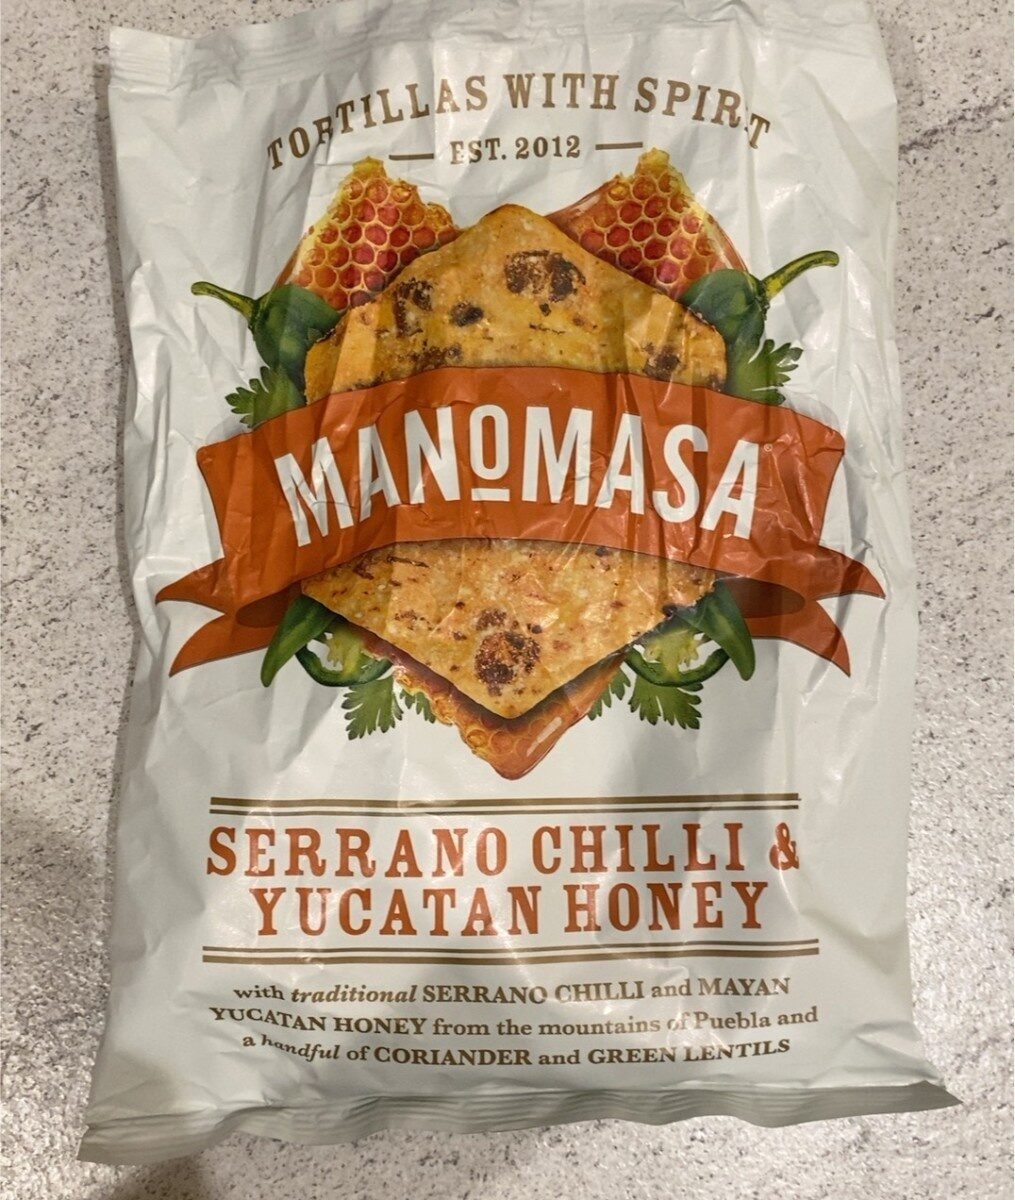 TORTILLAS WITH SPIRIT
EST. 2012
MANOMASA®
SERRANO CHILLI &
YUCATAN HONEY
with traditional SERRANO CHILLI and MAYAN
YUCATAN HONEY from the mountains of Puebla and
a handful of CORIANDER and GREEN LENTILS